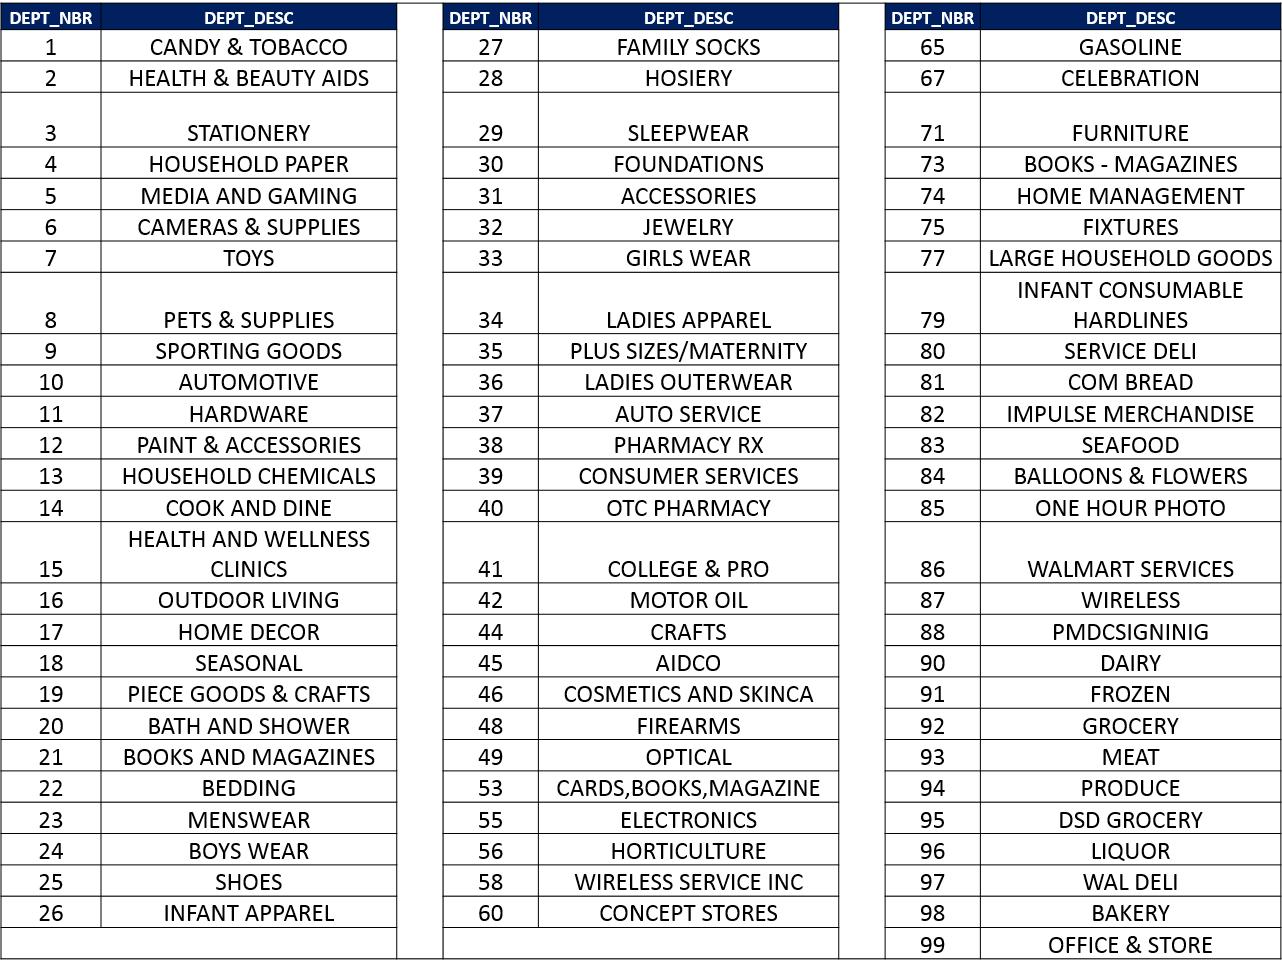 DEPT_NBR DEPT_DESC DEPT_NBR DEPT_DESC DEPT_NBR DEPT_DESC
1 CANDY & TOBACCO 27 FAMILY SOCKS 65 GASOLINE
2 HEALTH & BEAUTY AIDS 28 HOSIERY 67 CELEBRATION
3 STATIONERY 29 SLEEPWEAR 71 FURNITURE
4 HOUSEHOLD PAPER 30 FOUNDATIONS 73 BOOKS - MAGAZINES
5 MEDIA AND GAMING 31 ACCESSORIES 74 HOME MANAGEMENT
6 CAMERAS & SUPPLIES 32 JEWELRY 75 FIXTURES
7 TOYS 33 GIRLS WEAR 77 LARGE HOUSEHOLD GOODS
INFANT CONSUMABLE
8 PETS & SUPPLIES 34 LADIES APPAREL 79 HARDLINES
9 SPORTING GOODS 35 PLUS SIZES/MATERNITY 80 SERVICE DELI
10 AUTOMOTIVE 36 LADIES OUTERWEAR 81 COM BREAD
11 HARDWARE 37 AUTO SERVICE 82 IMPULSE MERCHANDISE
12 PAINT & ACCESSORIES 38 PHARMACY RX 83 SEAFOOD
13 HOUSEHOLD CHEMICALS 39 CONSUMER SERVICES 84 BALLOONS & FLOWERS
14 COOK AND DINE 40 OTC PHARMACY 85 ONE HOUR PHOTO
HEALTH AND WELLNESS
15 CLINICS 41 COLLEGE & PRO 86 WALMART SERVICES
16 OUTDOOR LIVING 42 MOTOR OIL 87 WIRELESS
17 HOME DECOR 44 CRAFTS 88 PMDCSIGNINIG
18 SEASONAL 45 AIDCO 90 DAIRY
19 PIECE GOODS & CRAFTS 46 COSMETICS AND SKINCA 91 FROZEN
20 BATH AND SHOWER 48 FIREARMS 92 GROCERY
21 BOOKS AND MAGAZINES 49 OPTICAL 93 MEAT
22 BEDDING 53 CARDS,BOOKS,MAGAZINE 94 PRODUCE
23 MENSWEAR 55 ELECTRONICS 95 DSD GROCERY
24 BOYS WEAR 56 HORTICULTURE 96 LIQUOR
25 SHOES 58 WIRELESS SERVICE INC 97 WAL DELI
26 INFANT APPAREL 60 CONCEPT STORES 98 BAKERY
99 OFFICE & STORE